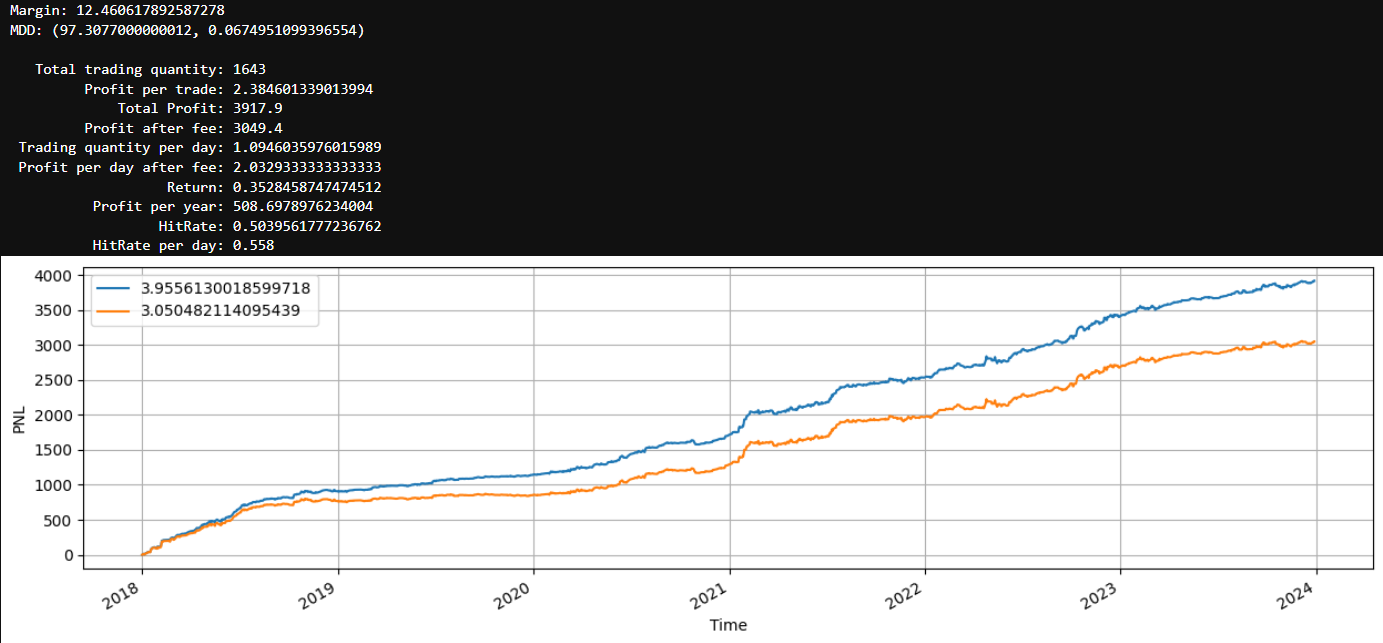 Margin: 12.460617892587278
MDD: (97.3077000000012, 0.0674951099396554)
Total trading quantity: 1643
Profit per trade: 2.384601339013994
Total Profit: 3917.9
Profit after fee: 3049.4
Trading quantity per day: 1.0946035976015989
Profit per day after fee: 2.0329333333333333
Return: 0.3528458747474512
Profit per year: 508.6978976234004
HitRate: 0.5039561777236762
HitRate per day: 0.558
3.9556130018599718
3.050482114095439
4000
3500
3000
2500
2000
1500
1000
500
0
PNL
2018
2019
2020
2021
2022
2023
2024
Time